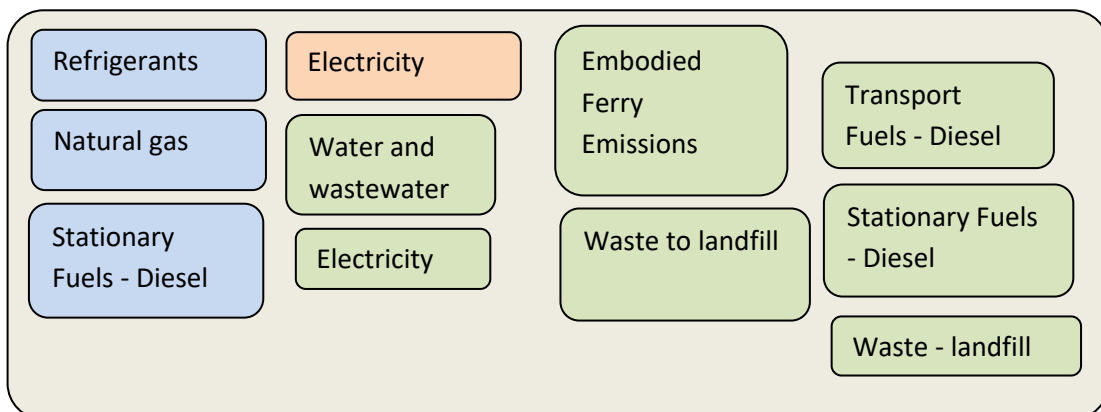 Refrigerants
Natural gas
Stationary
Fuels - Diesel
Electricity
Water and
wastewater
Electricity
Embodied
Ferry
Emissions
Waste to landfill
Transport
Fuels - Diesel
Stationary Fuels
- Diesel
Waste - landfill